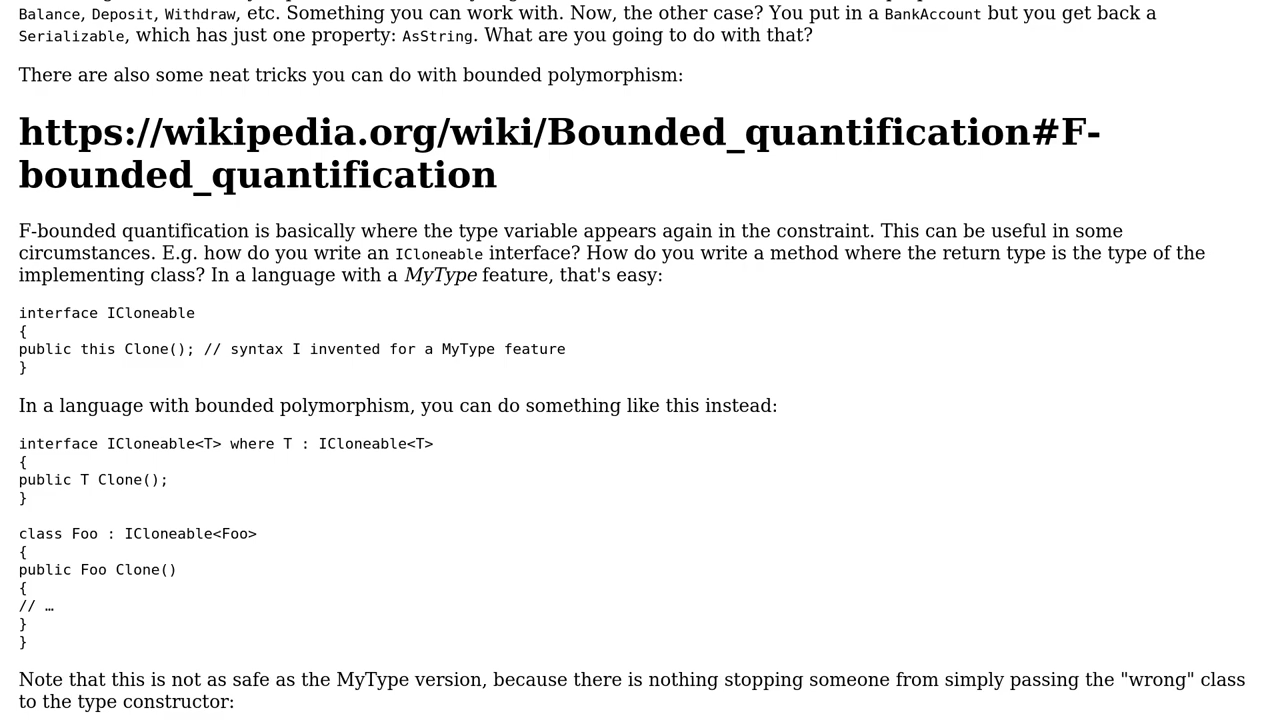 Balance, Deposit, Withdraw, etc. Something you can work with. Now, the other case? You put in a BankAccount but you get back a
Serializable, which has just one property: AsString. What are you going to do with that?
There are also some neat tricks you can do with bounded polymorphism:
https://wikipedia.org/wiki/Bounded_quantification#F-
bounded_quantification
F-bounded quantification is basically where the type variable appears again in the constraint. This can be useful in some
circumstances. E.g. how do you write an ICloneable interface? How do you write a method where the return type is the type of the
implementing class? In a language with a MyType feature, that's easy:
interface ICloneable
{
public this Clone(); // syntax I invented for a MyType feature
}
In a language with bounded polymorphism, you can do something like this instead:
interface ICloneable<T> where T : ICloneable<T>
{
public T Clone();
}
class Foo : ICloneable<Foo>
{
public Foo Clone()
{
// …
}
}
Note that this is not as safe as the MyType version, because there is nothing stopping someone from simply passing the "wrong" class
to the type constructor: